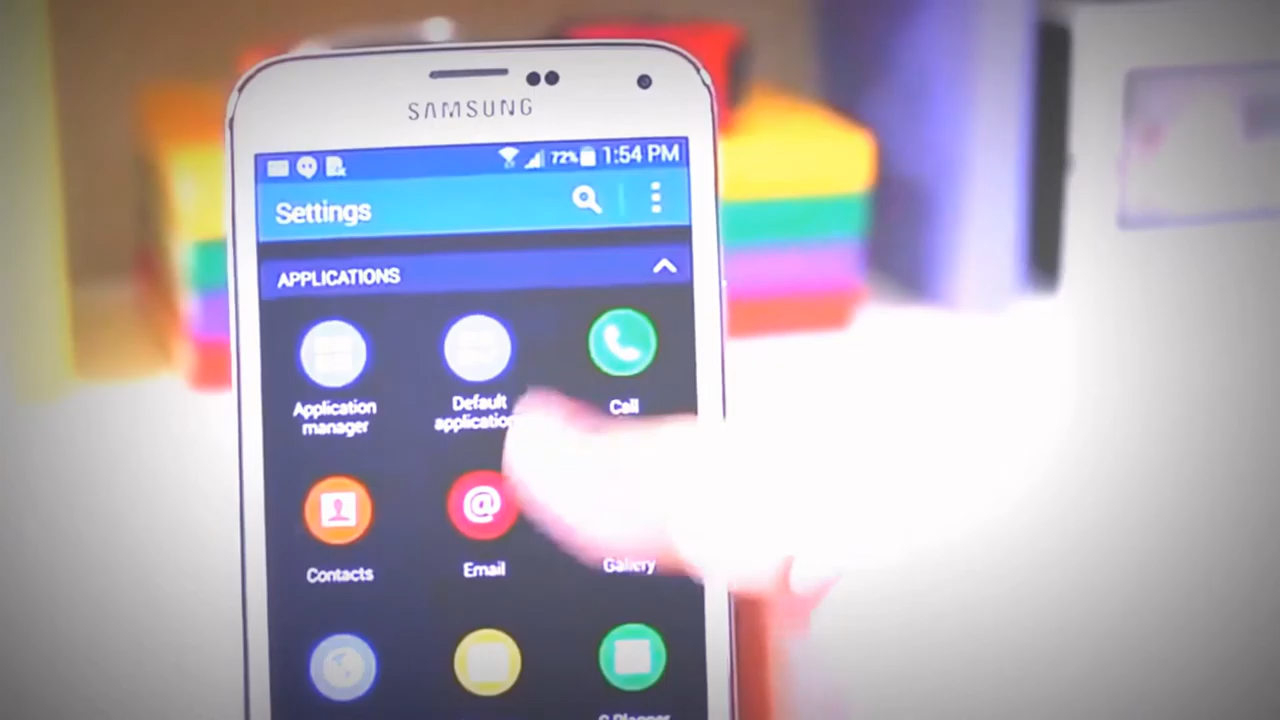 SAMSUNG
72% 1:54 PM
Settings
APPLICATIONS
Application
manager
Default
Call
Contacts
Email
Gallery